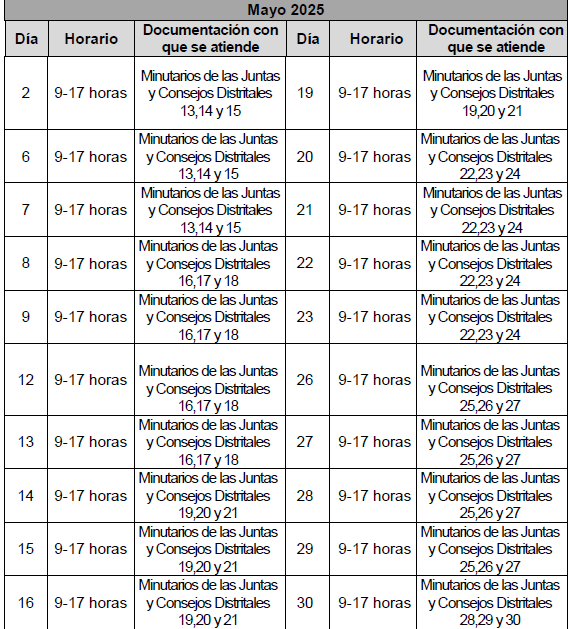 Mayo 2025
Día Horario Documentación con que se atiende Día Horario Documentación con que se atiende
2 9-17 horas Minutarios de las Juntas y Consejos Distritales 13,14 y 15 19 9-17 horas Minutarios de las Juntas y Consejos Distritales 19,20 y 21
6 9-17 horas Minutarios de las Juntas y Consejos Distritales 13,14 y 15 20 9-17 horas Minutarios de las Juntas y Consejos Distritales 22,23 y 24
7 9-17 horas Minutarios de las Juntas y Consejos Distritales 13,14 y 15 21 9-17 horas Minutarios de las Juntas y Consejos Distritales 22,23 y 24
8 9-17 horas Minutarios de las Juntas y Consejos Distritales 16,17 y 18 22 9-17 horas Minutarios de las Juntas y Consejos Distritales 22,23 y 24
9 9-17 horas Minutarios de las Juntas y Consejos Distritales 16,17 y 18 23 9-17 horas Minutarios de las Juntas y Consejos Distritales 22,23 y 24
12 9-17 horas Minutarios de las Juntas y Consejos Distritales 16,17 y 18 26 9-17 horas Minutarios de las Juntas y Consejos Distritales 25,26 y 27
13 9-17 horas Minutarios de las Juntas y Consejos Distritales 16,17 y 18 27 9-17 horas Minutarios de las Juntas y Consejos Distritales 25,26 y 27
14 9-17 horas Minutarios de las Juntas y Consejos Distritales 19,20 y 21 28 9-17 horas Minutarios de las Juntas y Consejos Distritales 25,26 y 27
15 9-17 horas Minutarios de las Juntas y Consejos Distritales 19,20 y 21 29 9-17 horas Minutarios de las Juntas y Consejos Distritales 25,26 y 27
16 9-17 horas Minutarios de las Juntas y Consejos Distritales 19,20 y 21 30 9-17 horas Minutarios de las Juntas y Consejos Distritales 28,29 y 30